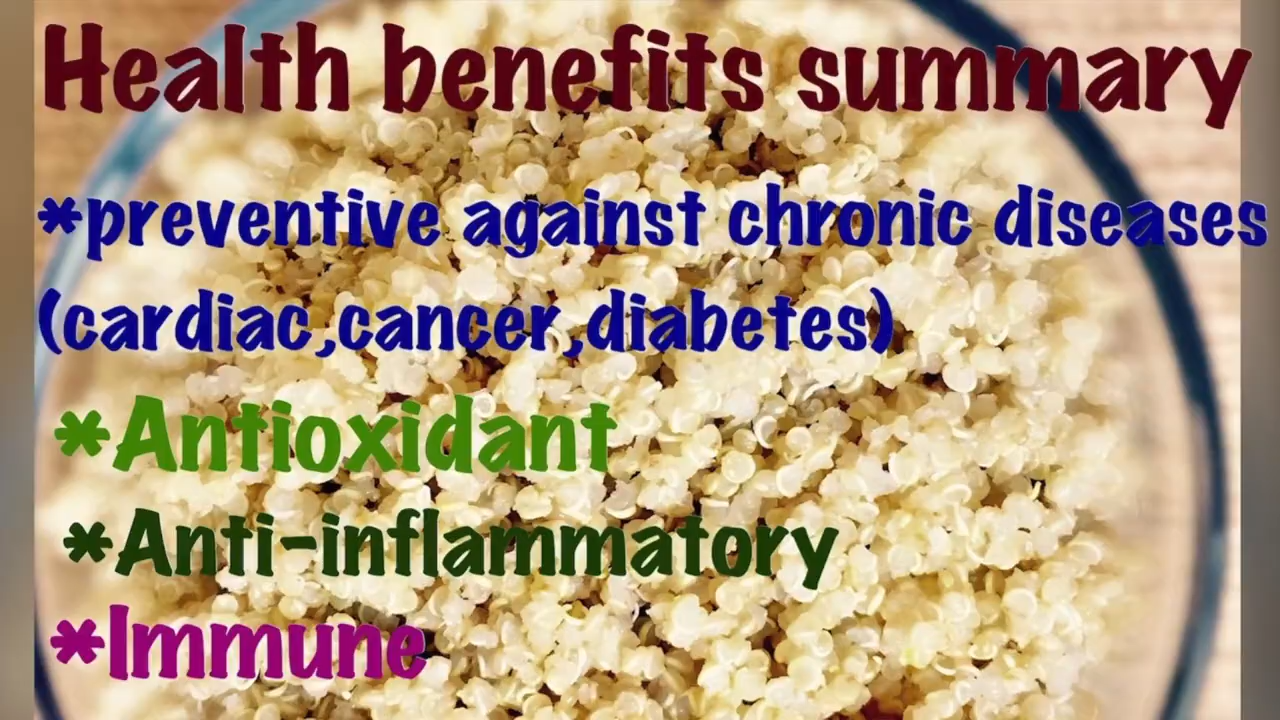 Health benefits summary
*preventive against chronic diseases
(cardiac,cancer,diabetes)
*Antioxidant
*Anti-inflammatory
*Immune